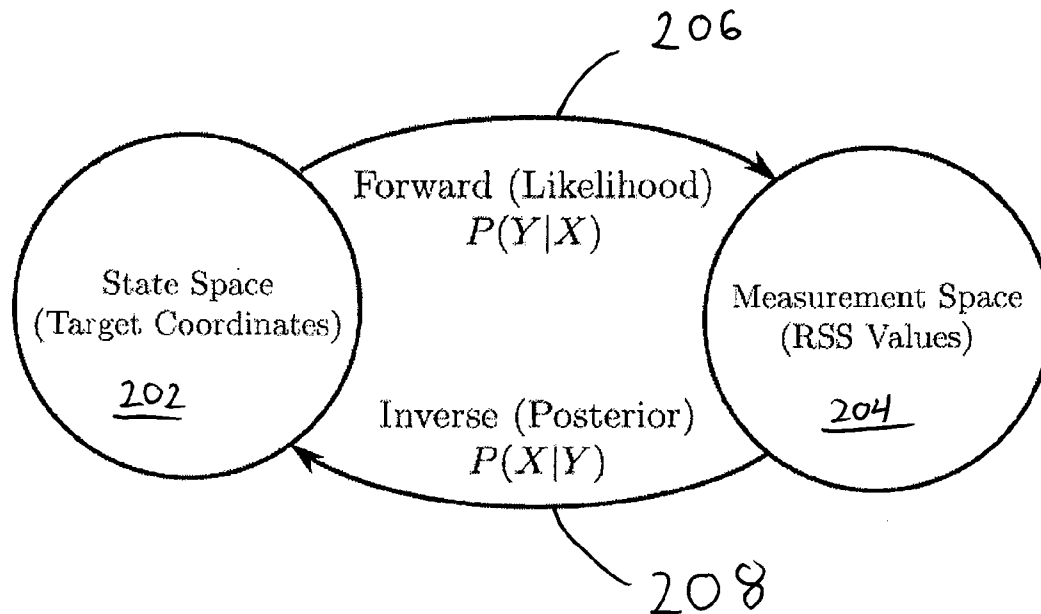 206
Forward (Likelihood)
P(Y|X)
State Space
(Target Coordinates)
202
Measurement Space
(RSS Values)
204
Inverse (Posterior)
P(X|Y)
208